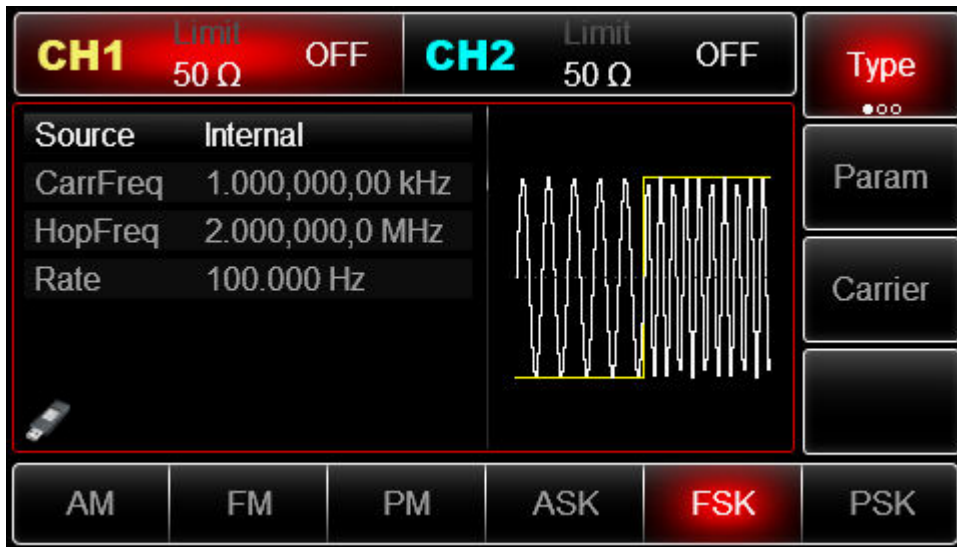 CH1 Limit 50 Ω OFF
CH2 Limit 50 Ω OFF
Type
Source Internal
CarrFreq 1.000,000,00 kHz
HopFreq 2.000,000,0 MHz
Rate 100.000 Hz
Param
Carrier
AM FM PM ASK FSK PSK